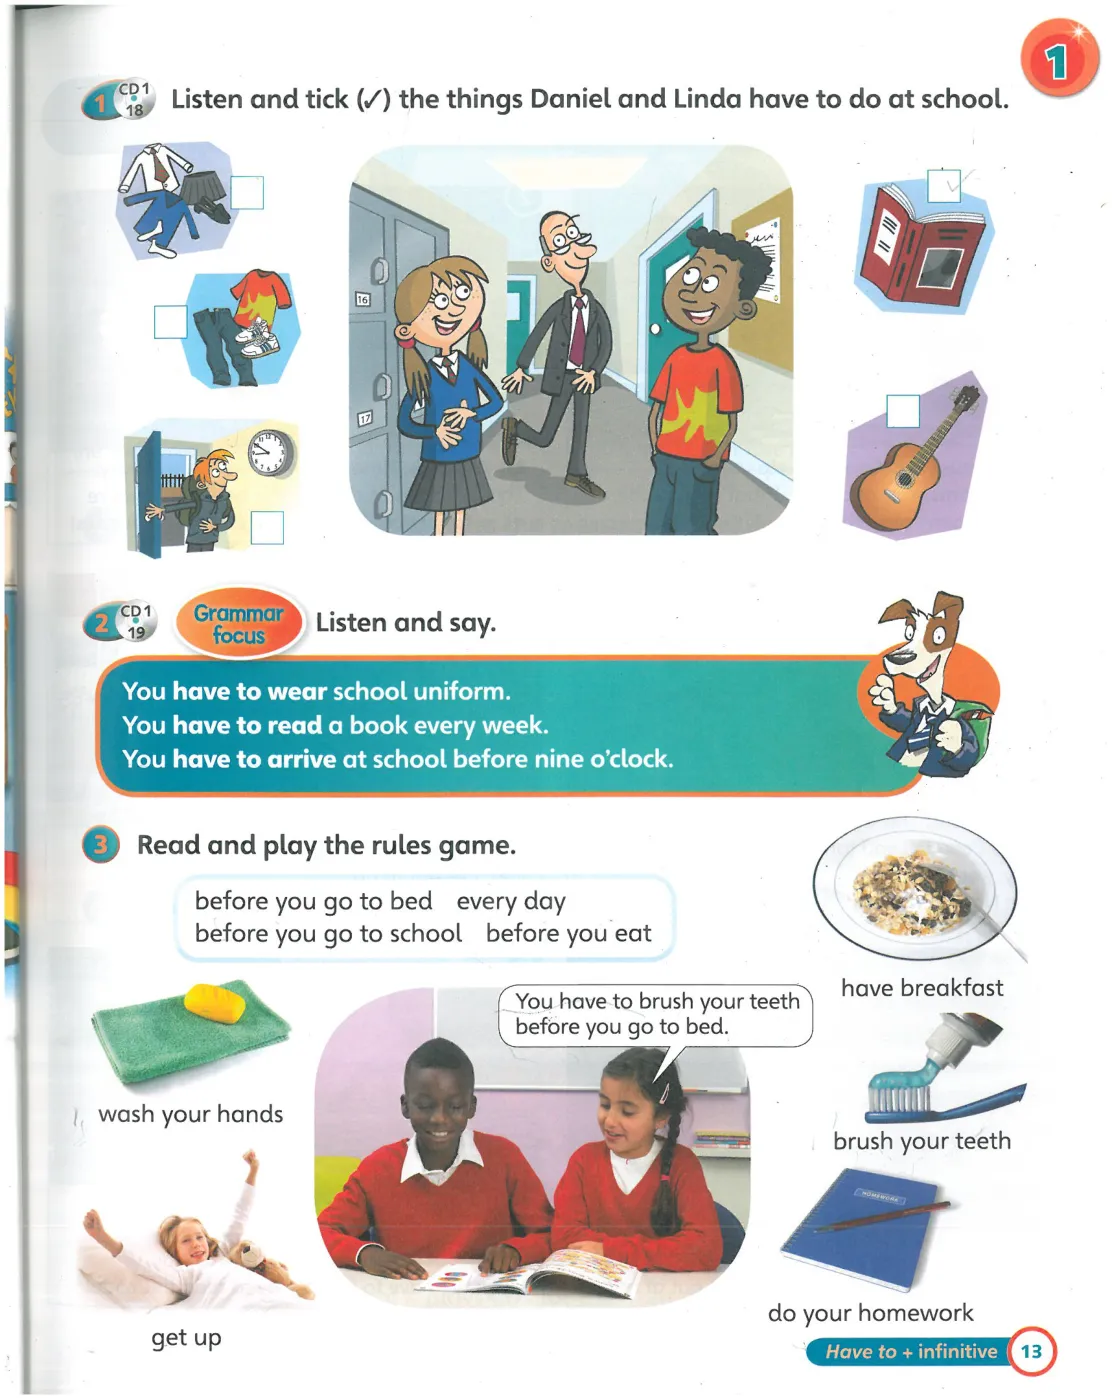 1
1 CD1 18 Listen and tick (✓) the things Daniel and Linda have to do at school.
16
17
2 CD1 19 Grammar focus Listen and say.
You have to wear school uniform.
You have to read a book every week.
You have to arrive at school before nine o'clock.
3 Read and play the rules game.
before you go to bed every day
before you go to school before you eat
have breakfast
You have to brush your teeth
before you go to bed.
wash your hands
brush your teeth
HOMEWORK
do your homework
get up
Have to + infinitive 13